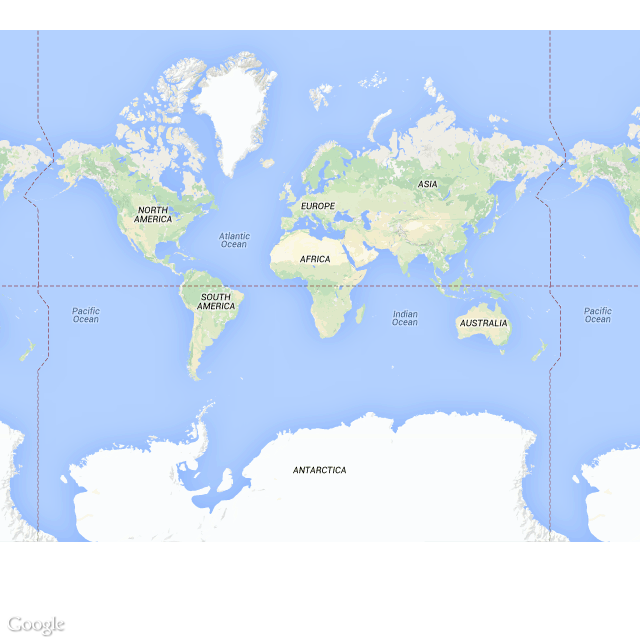 ASIA
EUROPE
NORTH
AMERICA
Atlantic
Ocean
AFRICA
SOUTH
AMERICA
Pacific
Ocean
Indian
Ocean
Pacific
Ocean
AUSTRALIA
ANTARCTICA
Google